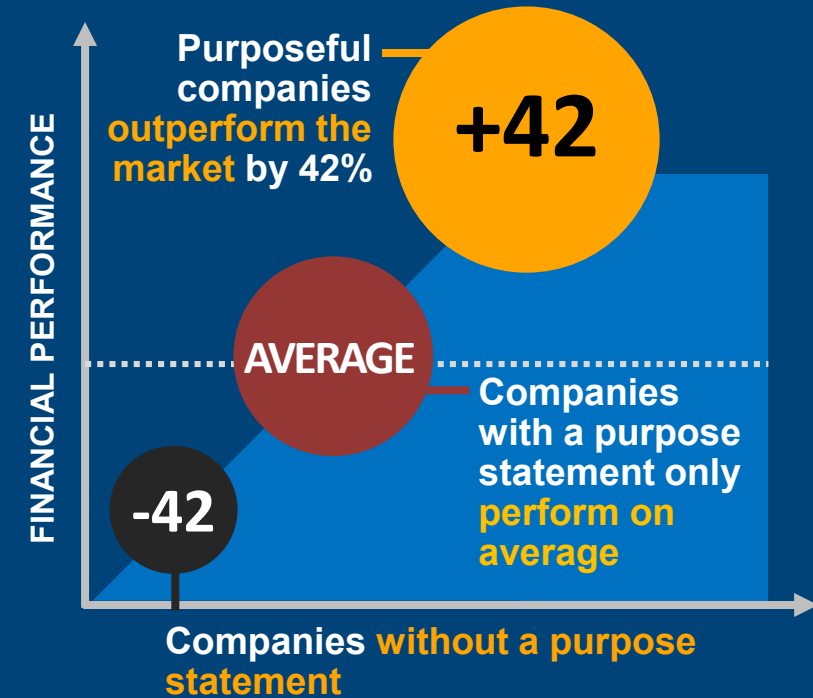 FINANCIAL PERFORMANCE
Purposeful
companies
outperform the
market by 42%
+42
AVERAGE
Companies
with a purpose
statement only
perform on
average
-42
Companies without a purpose
statement